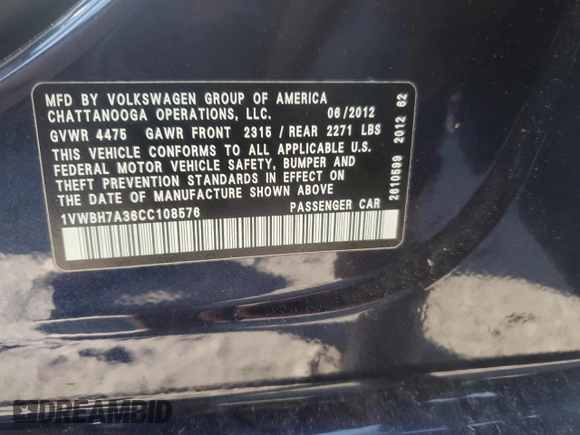 MFD BY VOLKSWAGEN GROUP OF AMERICA
CHATTANOOGA OPERATIONS, LLC. 06/2012
GVWR 4475 GAWR FRONT 2315 / REAR 2271 LBS
THIS VEHICLE CONFORMS TO ALL APPLICABLE U.S.
FEDERAL MOTOR VEHICLE SAFETY, BUMPER AND
THEFT PREVENTION STANDARDS IN EFFECT ON
THE DATE OF MANUFACTURE SHOWN ABOVE
1VWBH7A36CC108576 PASSENGER CAR
2610599 2012 62
DREAMBID